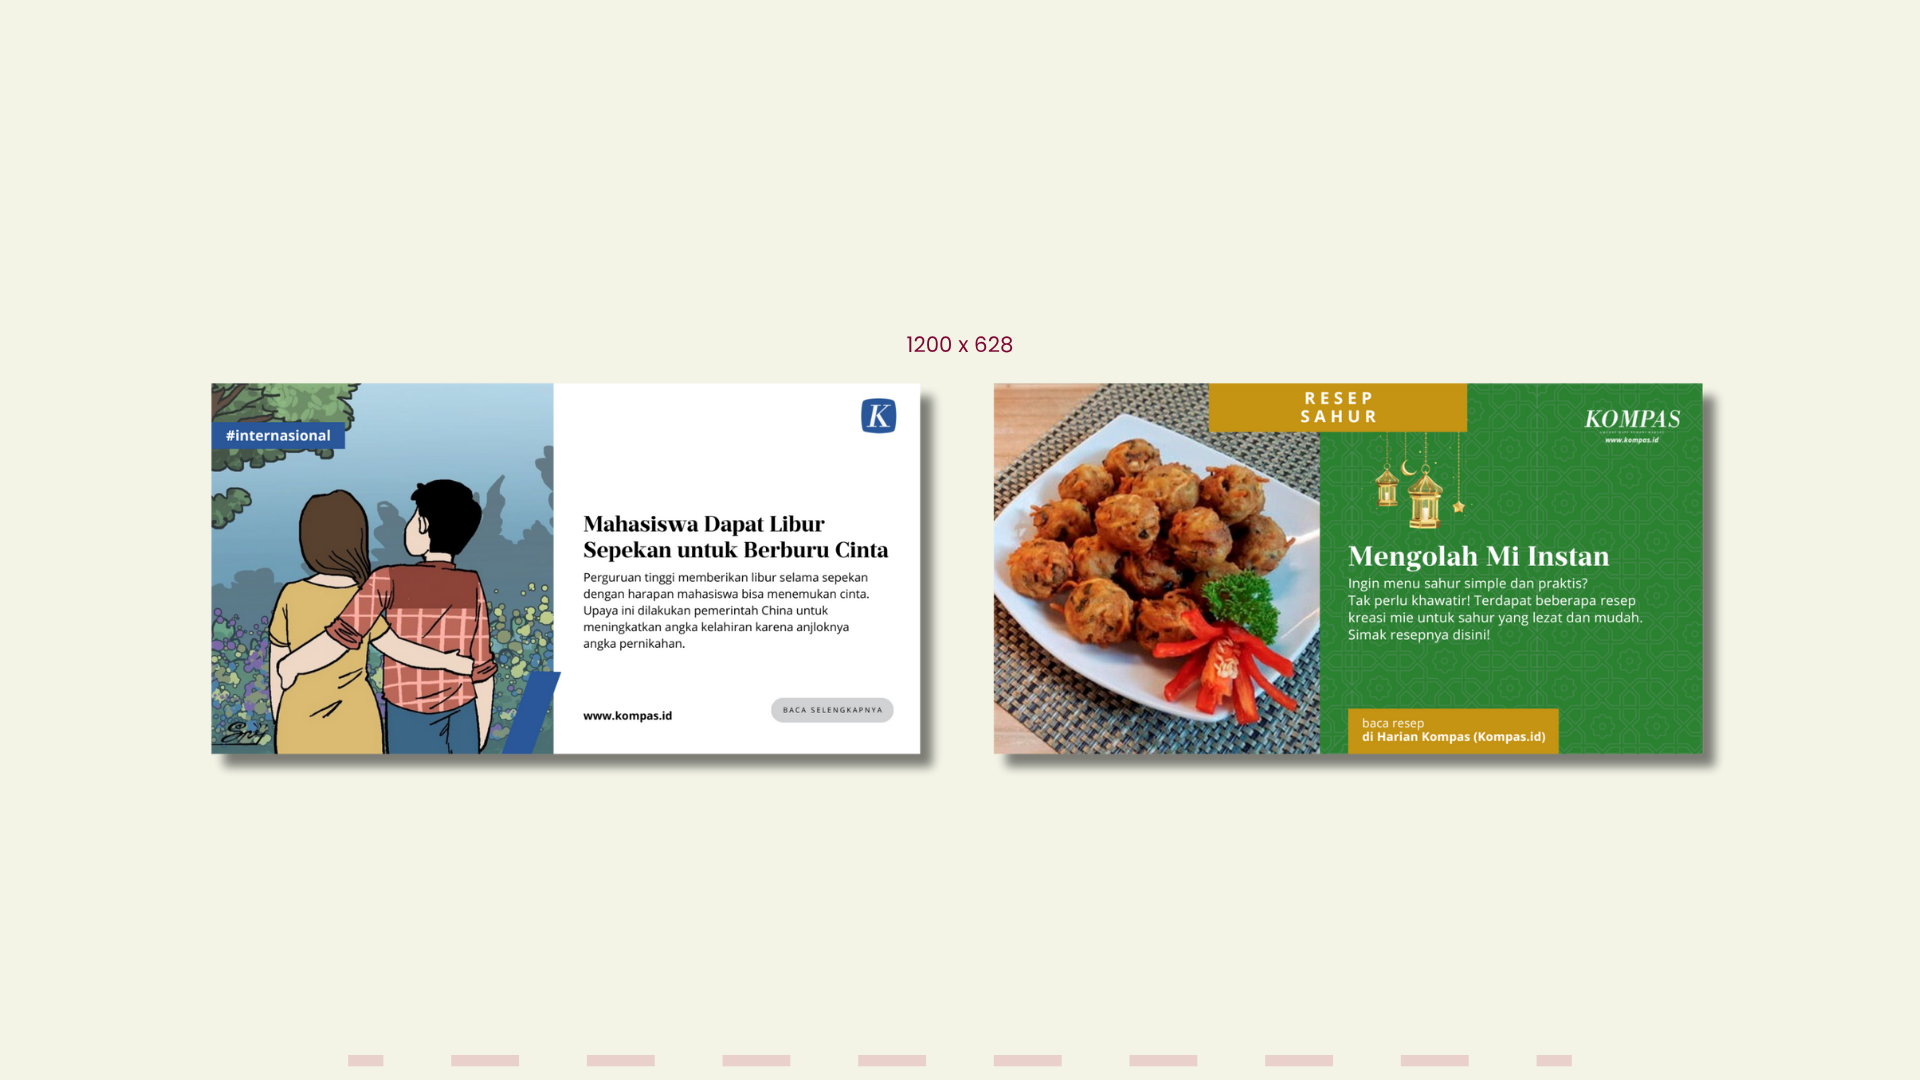 1200 x 628
#internasional
K
Mahasiswa Dapat Libur
Sepekan untuk Berburu Cinta
Perguruan tinggi memberikan libur selama sepekan
dengan harapan mahasiswa bisa menemukan cinta.
Upaya ini dilakukan pemerintah China untuk
meningkatkan angka kelahiran karena anjloknya
angka pernikahan.
www.kompas.id
BACA SELENGKAPNYA
RESEP
SAHUR
KOMPAS
www.kompas.id
Mengolah Mi Instan
Ingin menu sahur simple dan praktis?
Tak perlu khawatir! Terdapat beberapa resep
kreasi mie untuk sahur yang lezat dan mudah.
Simak resepnya disini!
baca resep
di Harian Kompas (Kompas.id)